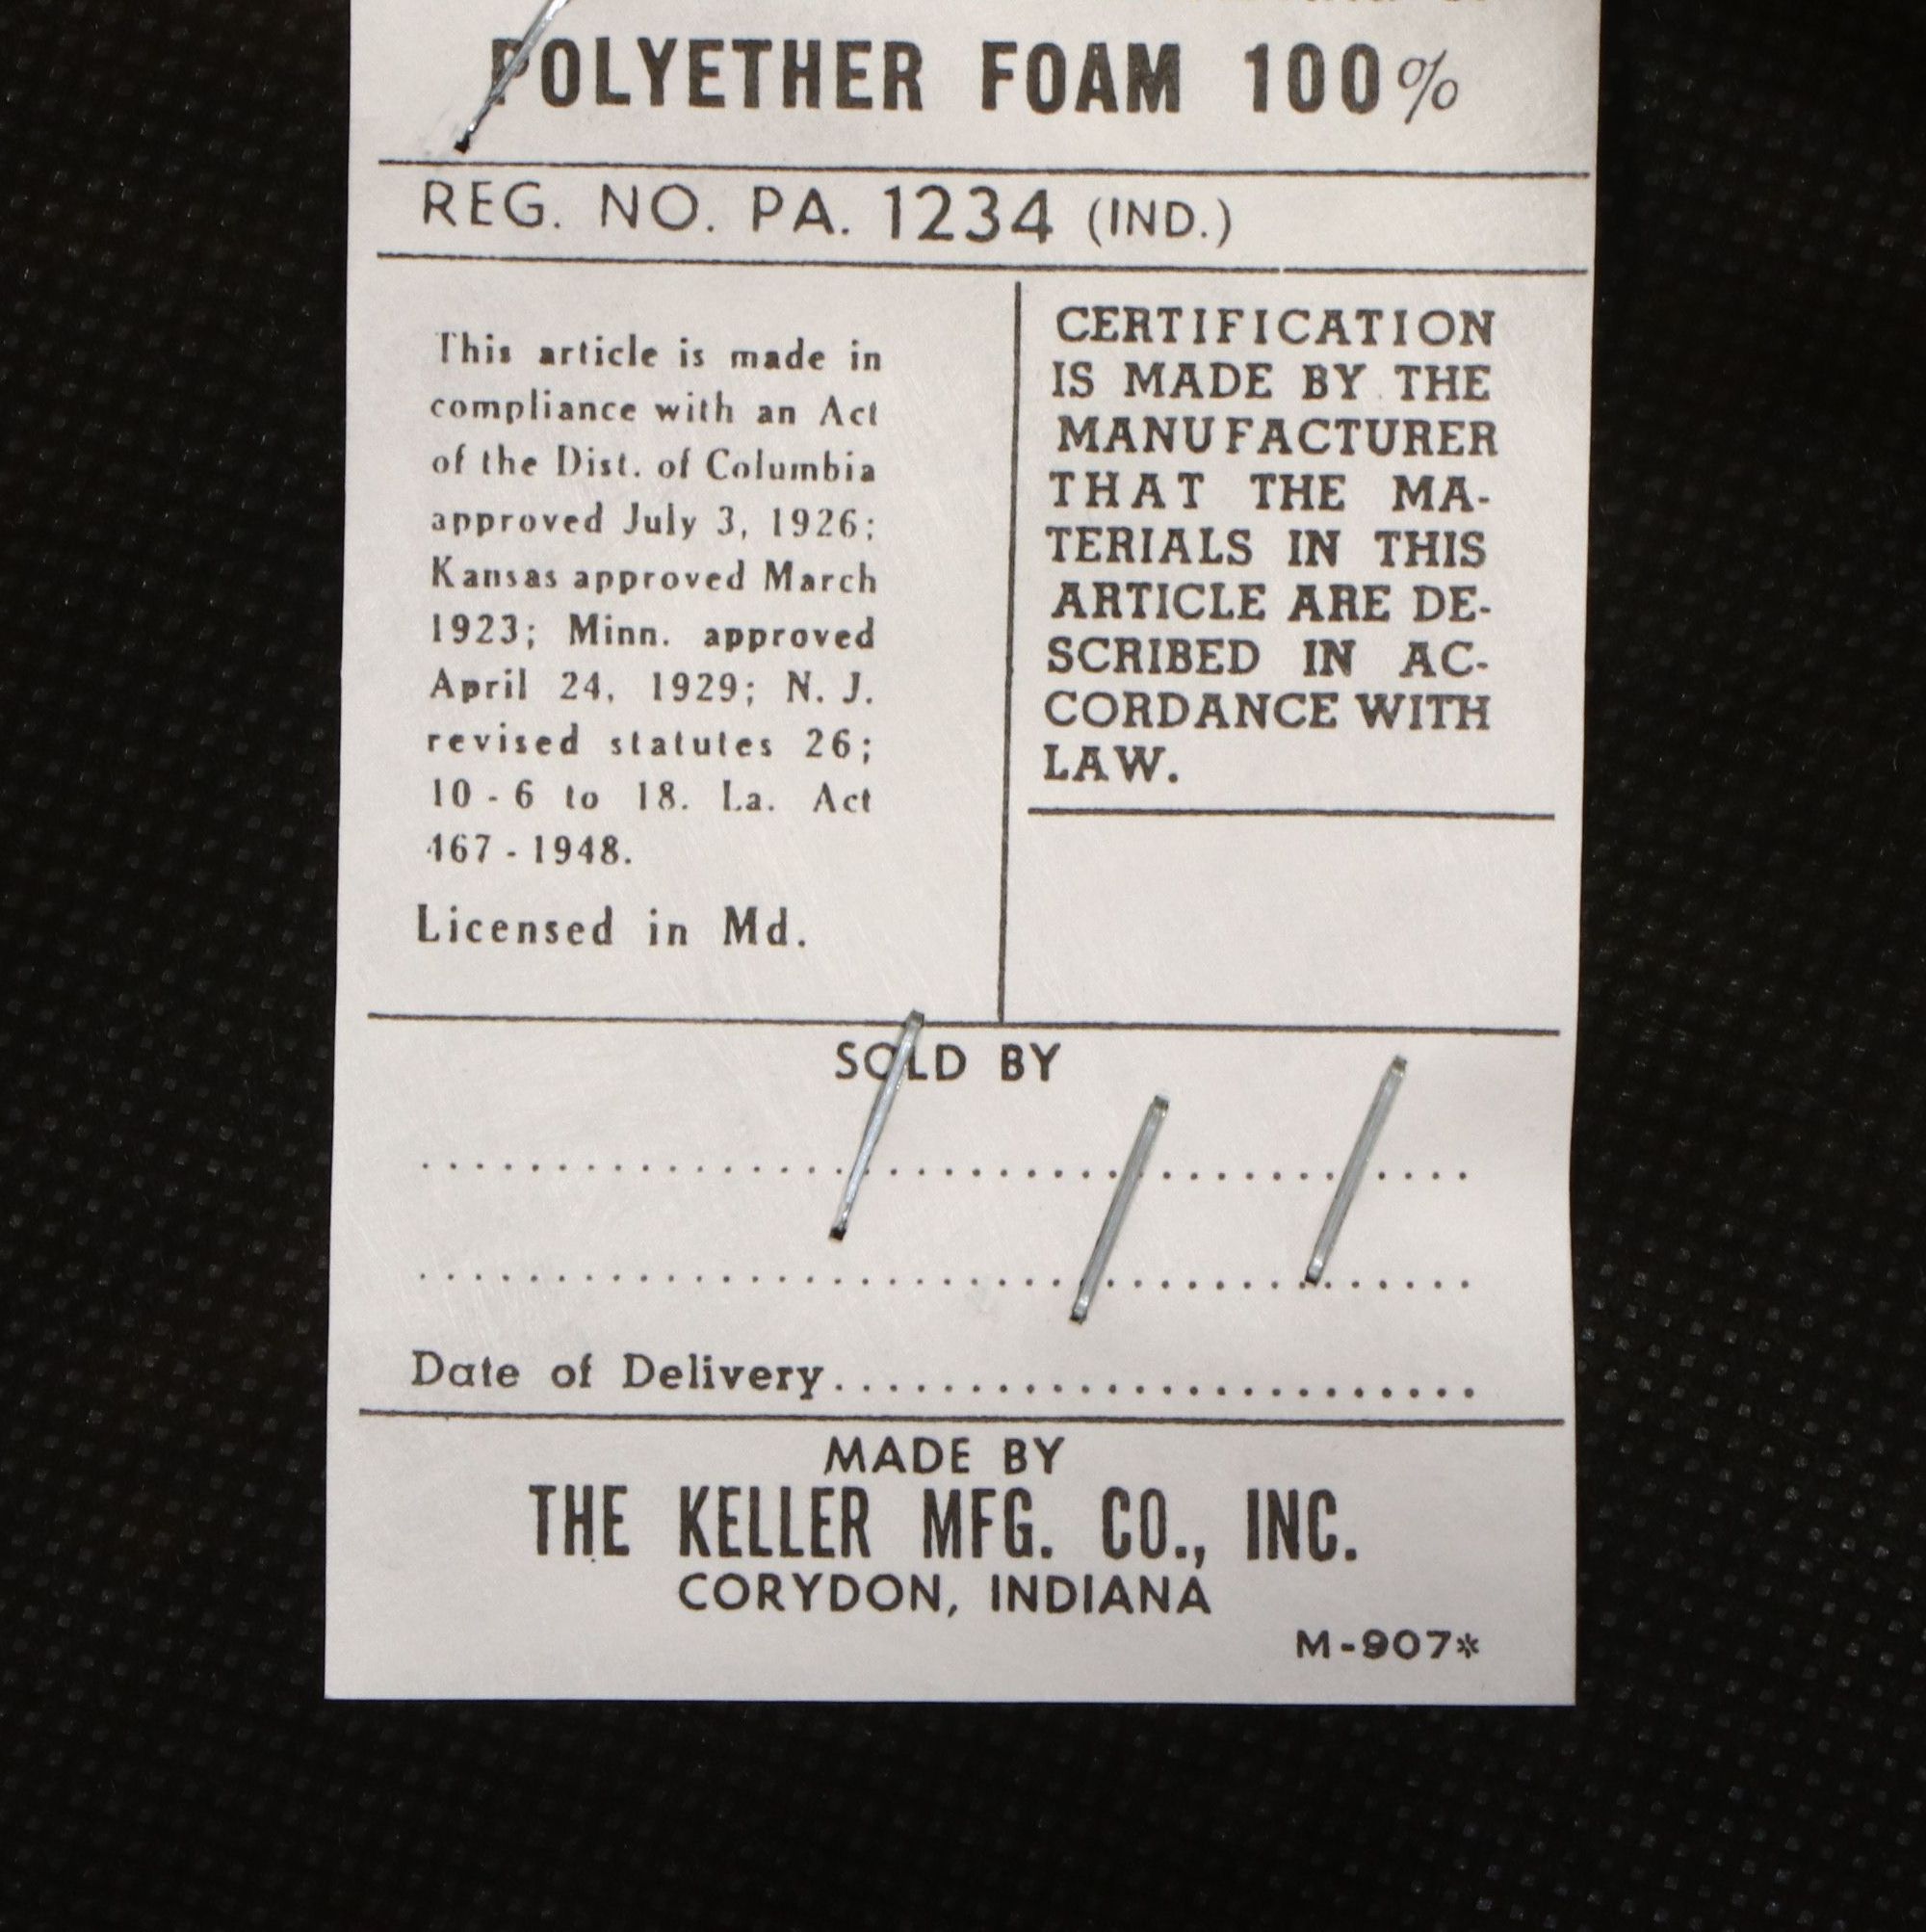 POLYETHER FOAM 100%
REG. NO. PA. 1234 (IND.)
This article is made in
compliance with an Act
of the Dist. of Columbia
approved July 3, 1926;
Kansas approved March
1923; Minn. approved
April 24, 1929; N. J.
revised statutes 26;
10 - 6 to 18. La. Act
467 - 1948.
Licensed in Md.
CERTIFICATION
IS MADE BY THE
MANUFACTURER
THAT THE MA-
TERIALS IN THIS
ARTICLE ARE DE-
SCRIBED IN AC-
CORDANCE WITH
LAW.
SOLD BY
Date of Delivery
MADE BY
THE KELLER MFG. CO., INC.
CORYDON, INDIANA
M-907*